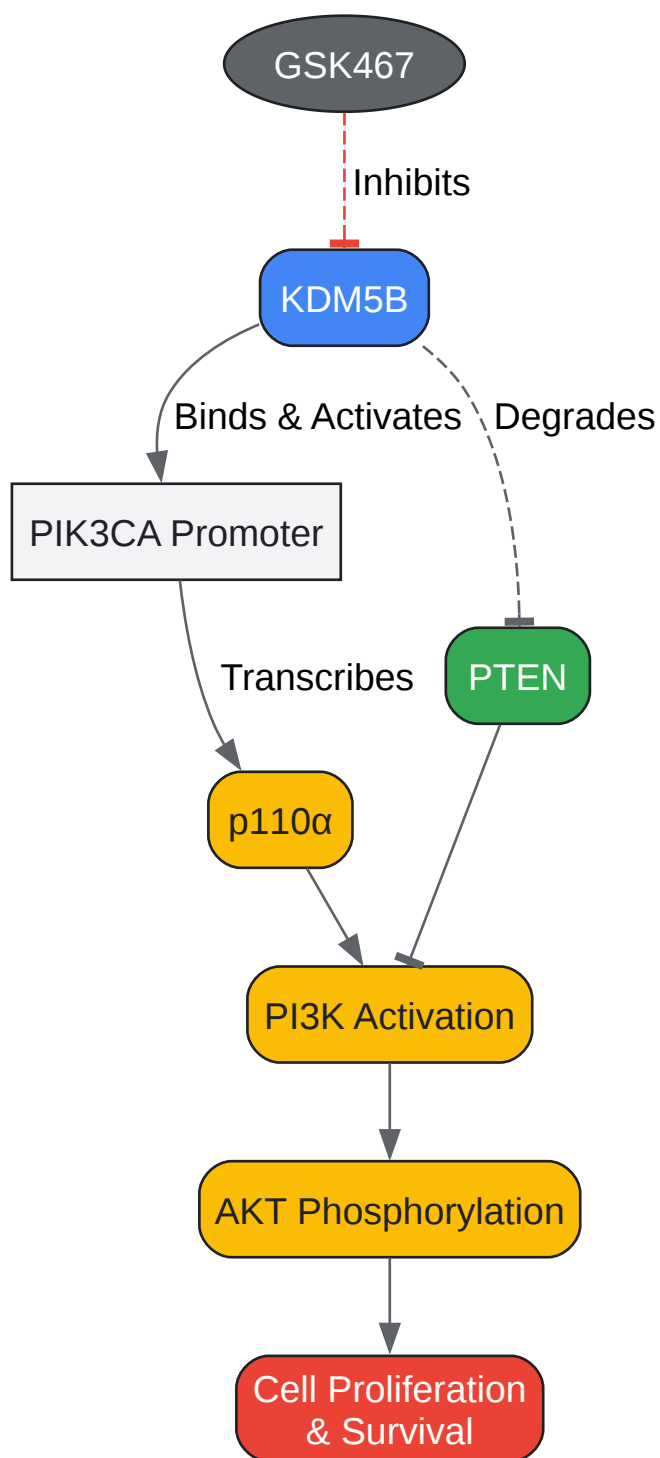 GSK467
Inhibits
KDM5B
Binds & Activates
Degrades
PIK3CA Promoter
Transcribes
PTEN
p110α
PI3K Activation
AKT Phosphorylation
Cell Proliferation
& Survival